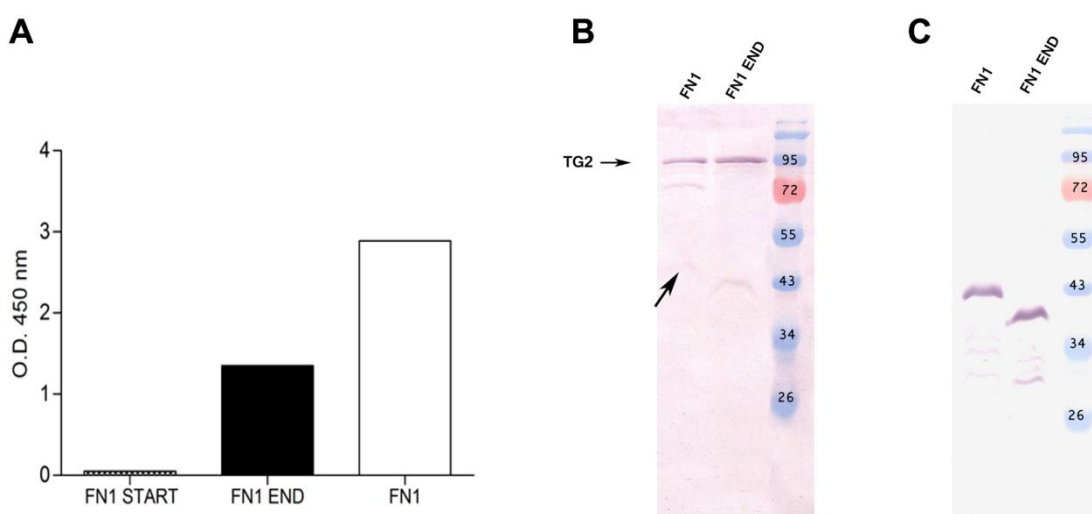 A
4
3
2
1
0
O.D. 450 nm
FN1 START
FN1 END
FN1
B
FN1
FN1 END
TG2
95
72
55
43
34
26
C
FN1
FN1 END
95
72
55
43
34
26